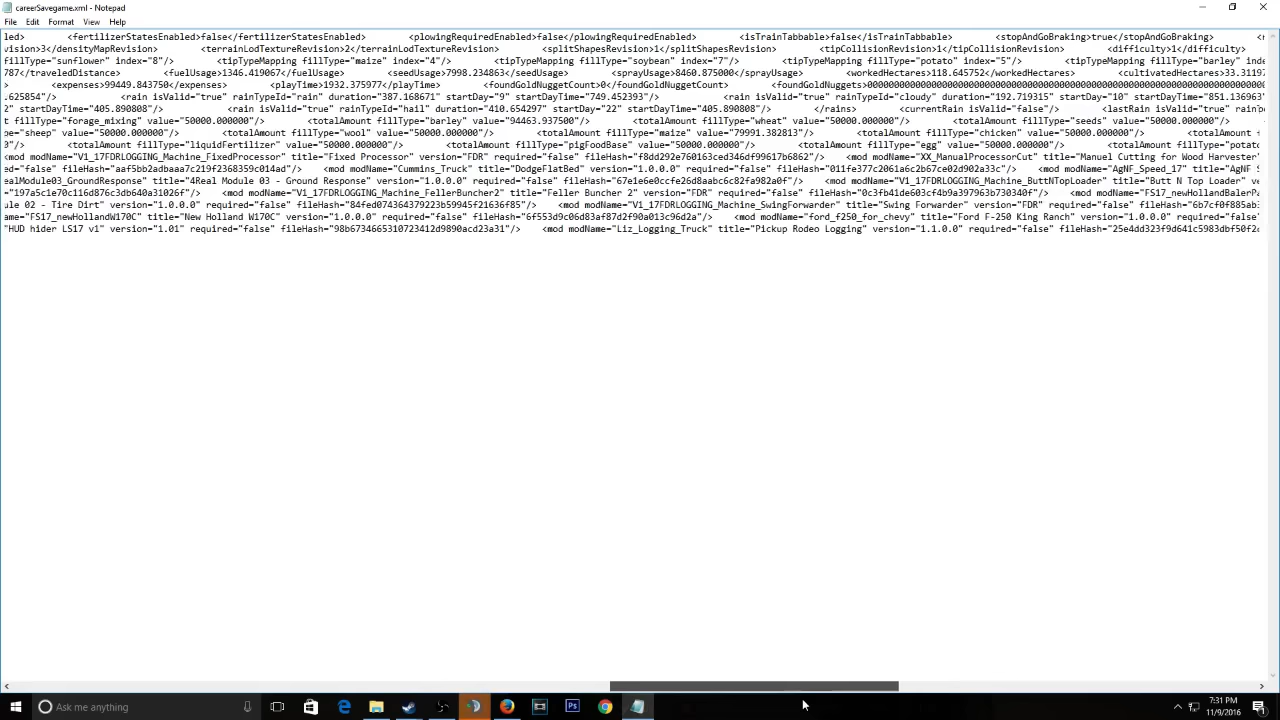 careerSavegame.xml - Notepad
File Edit Format View Help
led> <fertilizerStatesEnabled>false</fertilizerStatesEnabled> <plowingRequiredEnabled>false</plowingRequiredEnabled> <isTrainTabbable>false</isTrainTabbable> <stopAndGoBraking>true</stopAndGoBraking>
vision>3</densityMapRevision> <terrainLodTextureRevision>2</terrainLodTextureRevision> <splitShapesRevision>1</splitShapesRevision> <tipCollisionRevision>1</tipCollisionRevision> <difficulty>1</difficulty>
fillType="sunflower" index="8"/> <tipTypeMapping fillType="maize" index="4"/> <tipTypeMapping fillType="soybean" index="7"/> <tipTypeMapping fillType="potato" index="5"/> <tipTypeMapping fillType="barley" index
787</traveledDistance> <fuelUsage>1346.419067</fuelUsage> <seedUsage>7998.234863</seedUsage> <sprayUsage>8460.875000</sprayUsage> <workedHectares>118.645752</workedHectares> <cultivatedHectares>33.31197
<expenses>99449.843750</expenses> <playTime>1932.375977</playTime> <foundGoldNuggetCount>0</foundGoldNuggetCount> <foundGoldNuggets>
.625854"/> <rain isValid="true" rainTypeId="rain" duration="387.168671" startDay="9" startDayTime="749.452393"/> <rain isValid="true" rainTypeId="cloudy" duration="192.719315" startDay="10" startDayTime="851.136963
2" startDayTime="405.890808"/> <rain isValid="true" rainTypeId="hail" duration="410.654297" startDay="22" startDayTime="405.890808"/> </rains> <currentRain isValid="false"/> <lastRain isValid="true"
t fillType="forage_mixing" value="50000.000000"/> <totalAmount fillType="barley" value="94463.937500"/> <totalAmount fillType="wheat" value="50000.000000"/> <totalAmount fillType="seeds" value="50000.000000"/>
pe="sheep" value="50000.000000"/> <totalAmount fillType="wool" value="50000.000000"/> <totalAmount fillType="maize" value="79991.382813"/> <totalAmount fillType="chicken" value="50000.000000"/> <totalAmount
0"/> <totalAmount fillType="liquidFertilizer" value="50000.000000"/> <totalAmount fillType="pigFoodBase" value="50000.000000"/> <totalAmount fillType="egg" value="50000.000000"/> <totalAmount fillType="potato
<mod modName="V1_17FDRLOGGING_Machine_FixedProcessor" title="Fixed Processor" version="FDR" required="false" fileHash="f8dd292e760163ced346df99617b6862"/> <mod modName="XX_ManualProcessorCut" title="Manuel Cutting for Wood Harvester"
ed="false" fileHash="aaf5bb2adbaaa7c219f2368359c014ad"/> <mod modName="Cummins_Truck" title="DodgeFlatBed" version="1.0.0.0" required="false" fileHash="011fe377c2061a6c2b67ce02d902a33c"/> <mod modName="AgNF_Speed_17" title="AgNF S
ealModule03_GroundResponse" title="4Real Module 03 - Ground Response" version="1.0.0.0" required="false" fileHash="67e1e6e0ccfe26d8aabc6c82fa982a0f"/> <mod modName="V1_17FDRLOGGING_Machine_ButtNTopLoader" title="Butt N Top Loader"
="197a5c1e70c116d973c3db640a31026f"/> <mod modName="V1_17FDRLOGGING_Machine_FellerBuncher2" title="Feller Buncher 2" version="FDR" required="false" fileHash="0c3fb41de603cf4b9a397963b730340f"/> <mod modName="FS17_newHollandBalerPa
ule 02 - Tire Dirt" version="1.0.0.0" required="false" fileHash="84fed0743643792​23b59945f21636f85"/> <mod modName="V1_17FDRLOGGING_Machine_SwingForwarder" title="Swing Forwarder" version="FDR" required="false" fileHash="6b7cf0f885ab3
ame="FS17_newHollandW170C" title="New Holland W170C" version="1.0.0.0" required="false" fileHash="6f553d9c06d83af87d2f90a013c96d2a"/> <mod modName="ford_f250_for_chevy" title="Ford F-250 King Ranch" version="1.0.0.0" required="false"
"HUD hider LS17 v1" version="1.01" required="false" fileHash="98b6734665310723412d9890acd23a31"/> <mod modName="Liz_Logging_Truck" title="Pickup Rodeo Logging" version="1.1.0.0" required="false" fileHash="25e4dd323f9d641c5983dbf50f2
Ask me anything
Ps
7:31 PM
11/9/2016
1